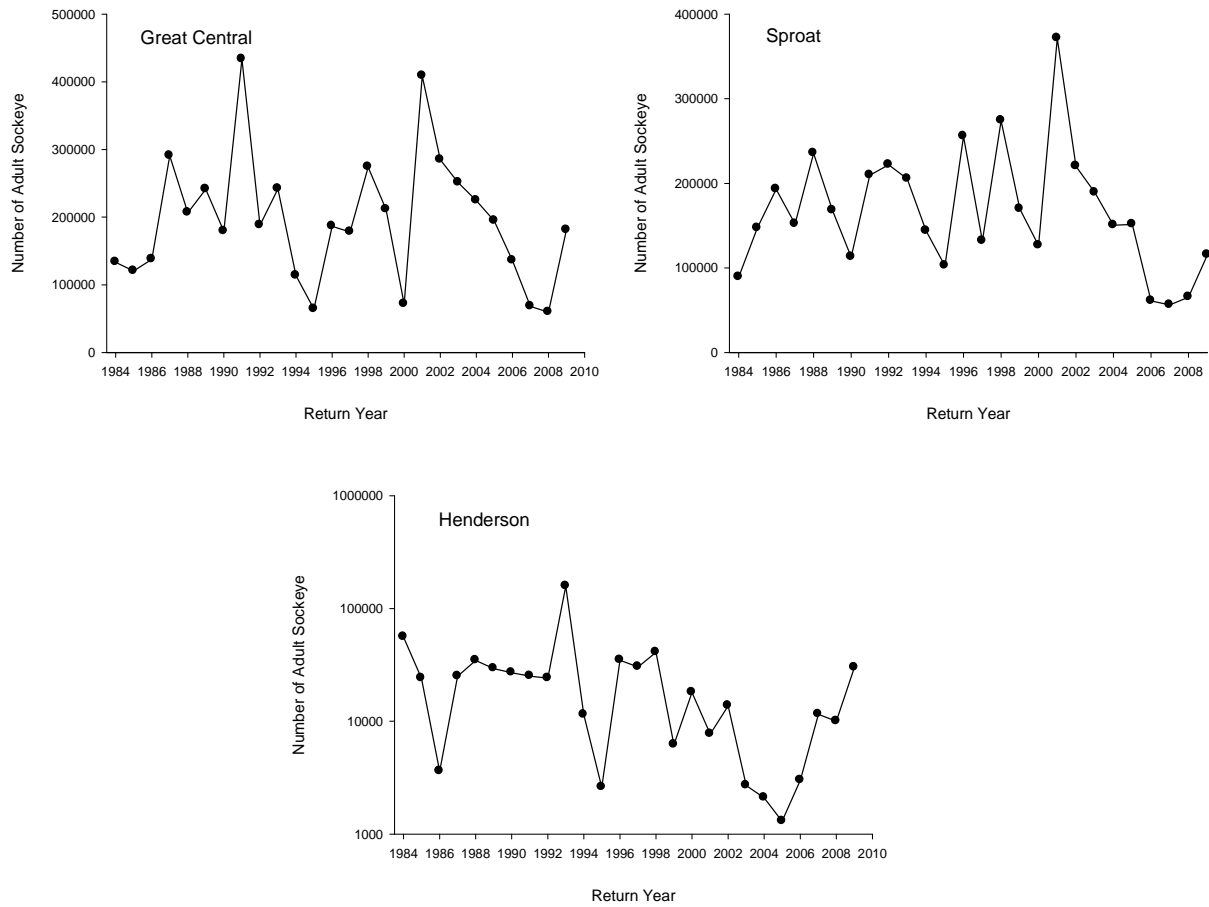 Great Central
Number of Adult Sockeye
500000
400000
300000
200000
100000
0
1984 1986 1988 1990 1992 1994 1996 1998 2000 2002 2004 2006 2008 2010
Return Year
Sproat
Number of Adult Sockeye
400000
300000
200000
100000
0
1984 1986 1988 1990 1992 1994 1996 1998 2000 2002 2004 2006 2008
Return Year
Henderson
Number of Adult Sockeye
1000000
100000
10000
1000
1984 1986 1988 1990 1992 1994 1996 1998 2000 2002 2004 2006 2008 2010
Return Year